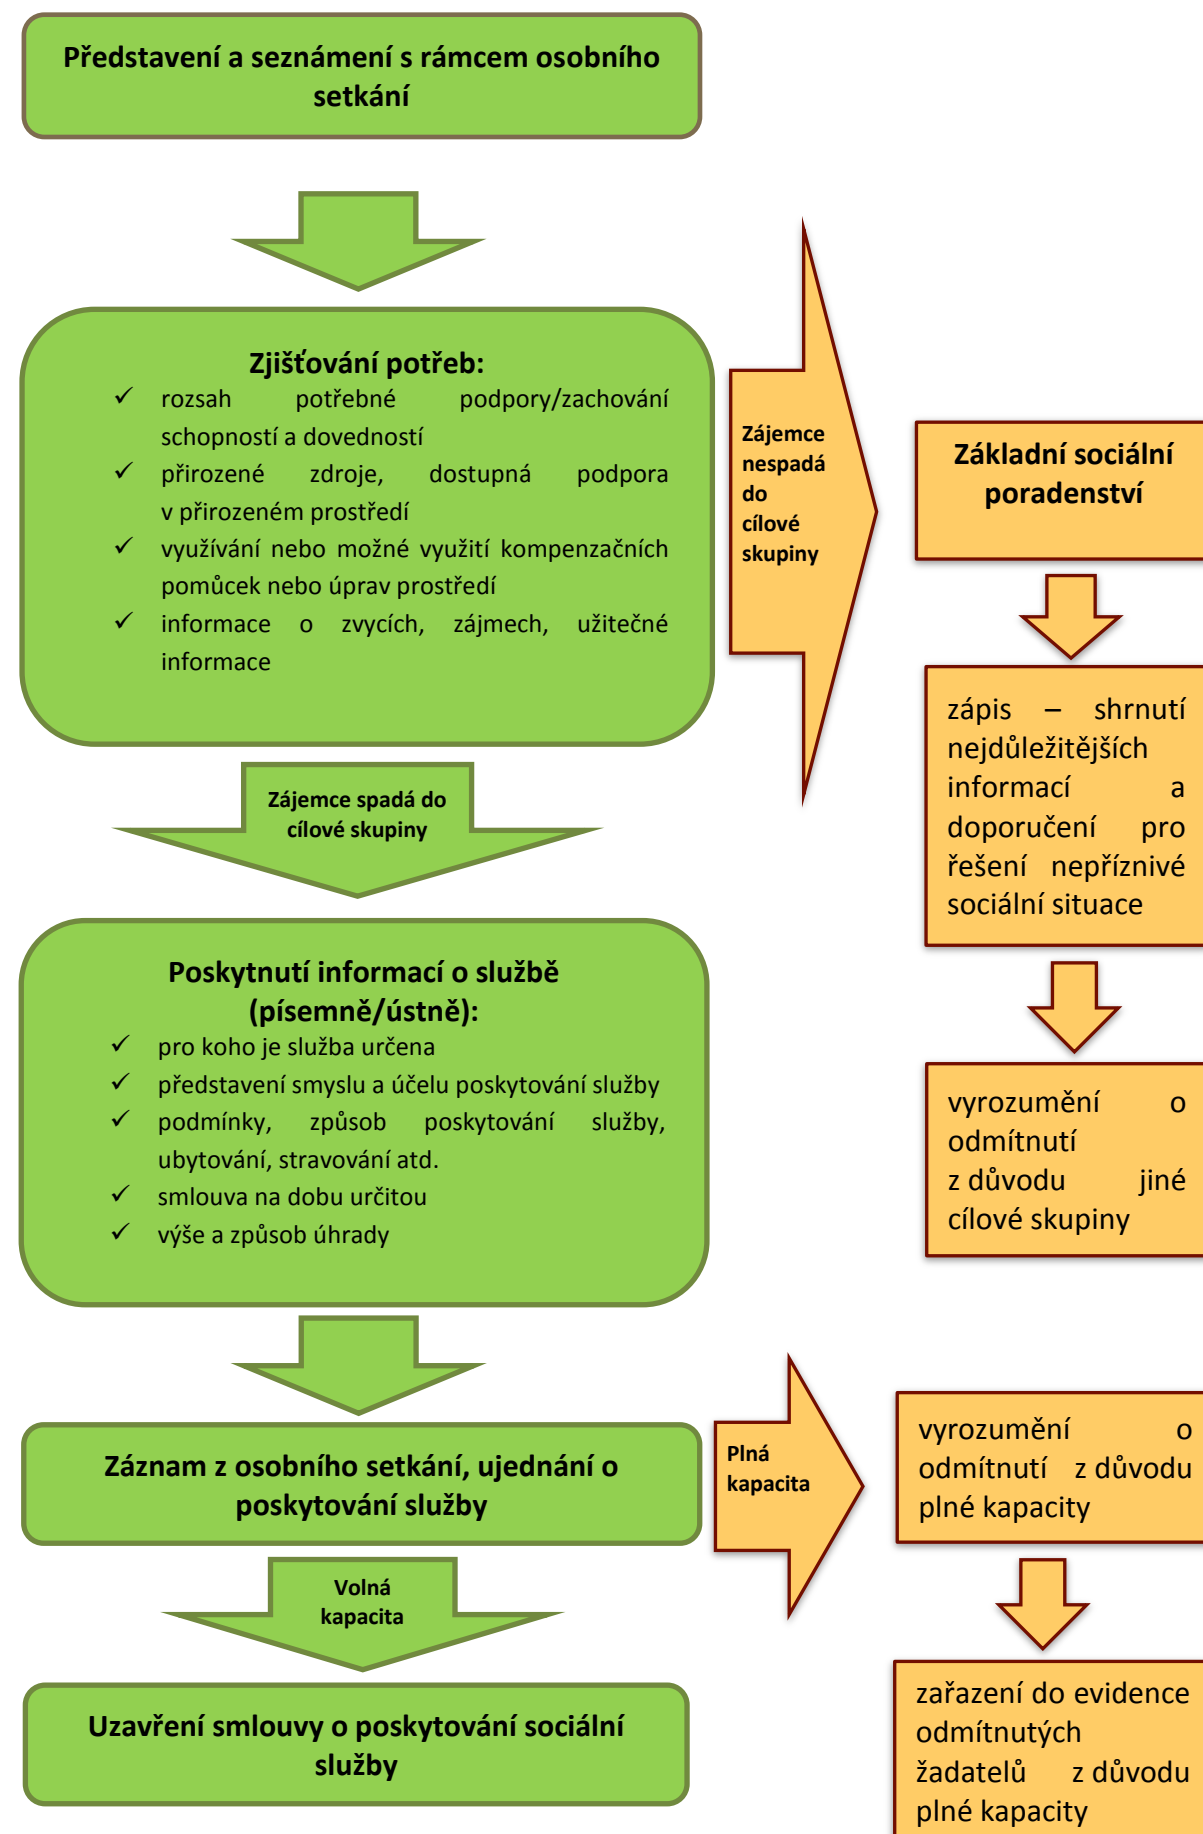 Představení a seznámení s rámcem osobního
setkání
Zjišťování potřeb:
✓ rozsah potřebné podpory/zachování
schopností a dovedností
✓ přirozené zdroje, dostupná podpora
v přirozeném prostředí
✓ využívání nebo možné využití kompenzačních
pomůcek nebo úprav prostředí
✓ informace o zvycích, zájmech, užitečné
informace
Zájemce
nespadá
do
cílové
skupiny
Základní sociální
poradenství
zápis – shrnutí
nejdůležitějších
informací a
doporučení pro
řešení nepříznivé
sociální situace
vyrozumění o
odmítnutí
z důvodu jiné
cílové skupiny
Zájemce spadá do
cílové skupiny
Poskytnutí informací o službě
(písemně/ústně):
✓ pro koho je služba určena
✓ představení smyslu a účelu poskytování služby
✓ podmínky, způsob poskytování služby,
ubytování, stravování atd.
✓ smlouva na dobu určitou
✓ výše a způsob úhrady
Záznam z osobního setkání, ujednání o
poskytování služby
Plná
kapacita
vyrozumění o
odmítnutí z důvodu
plné kapacity
zařazení do evidence
odmítnutých
žadatelů z důvodu
plné kapacity
Volná
kapacita
Uzavření smlouvy o poskytování sociální
služby